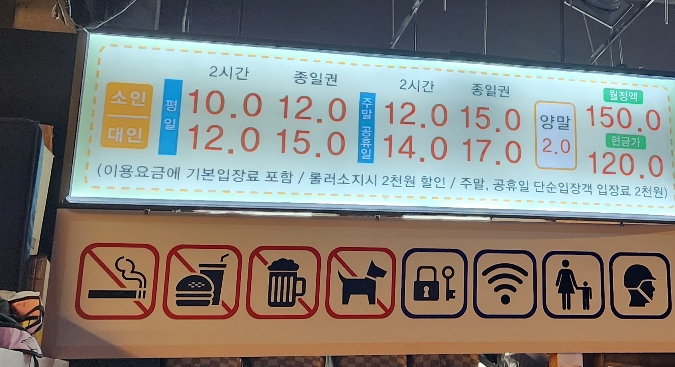 2시간 종일권 2시간 종일권 월정액
소인 평일 10.0 12.0 주말 공휴일 12.0 15.0 양말 150.0
현금가
대인 12.0 15.0 14.0 17.0 2.0 120.0
(이용요금에 기본입장료 포함 / 롤러소지시 2천원 할인 / 주말, 공휴일 단순입장객 입장료 2천원)